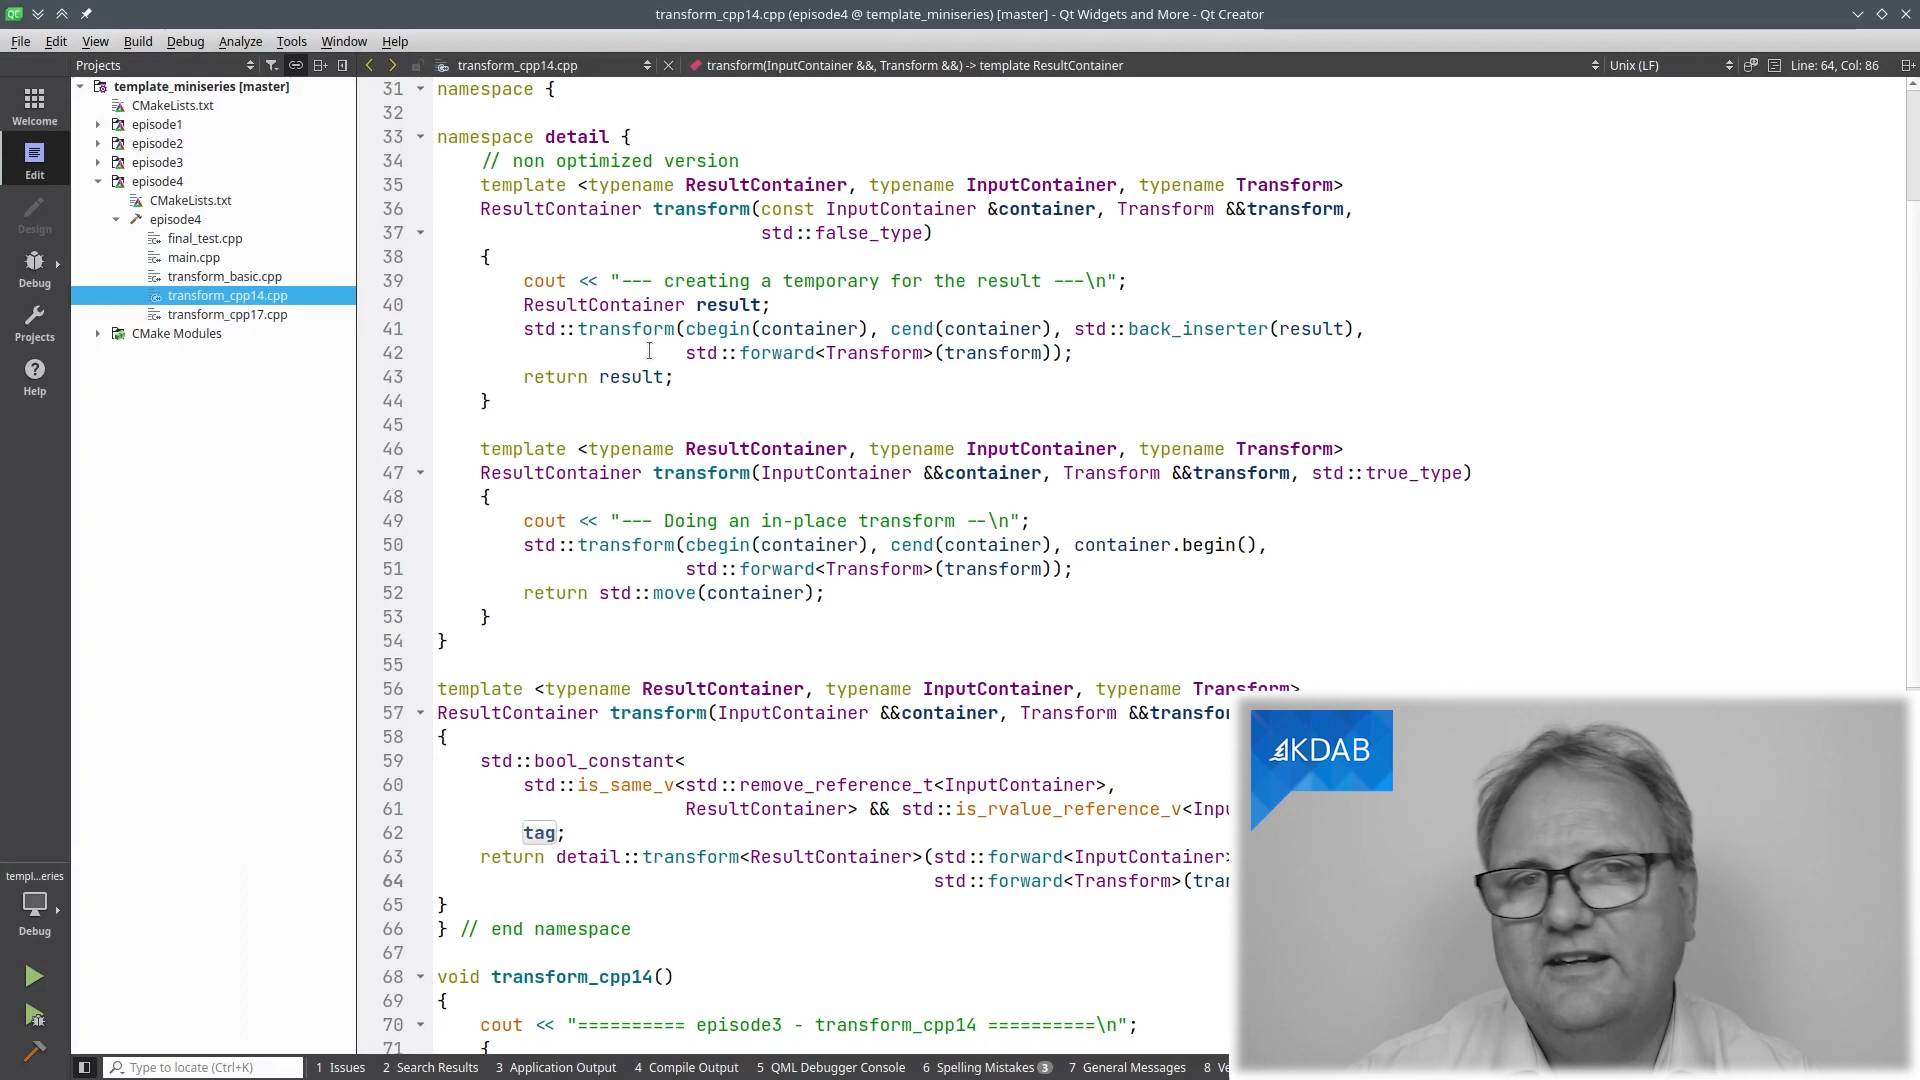 transform_cpp14.cpp (episode4 @ template_miniseries) [master] - Qt Widgets and More - Qt Creator
File Edit View Build Debug Analyze Tools Window Help
Projects transform_cpp14.cpp transform(InputContainer &&, Transform &&) -> template ResultContainer Unix (LF) Line: 64, Col: 86
Welcome
Edit
Design
Debug
Projects
Help
templ...eries
Debug
template_miniseries [master]
CMakeLists.txt
episode1
episode2
episode3
episode4
CMakeLists.txt
episode4
final_test.cpp
main.cpp
transform_basic.cpp
transform_cpp14.cpp
transform_cpp17.cpp
CMake Modules
31 namespace {
32
33 namespace detail {
34 // non optimized version
35 template <typename ResultContainer, typename InputContainer, typename Transform>
36 ResultContainer transform(const InputContainer &container, Transform &&transform,
37 std::false_type)
38 {
39 cout << "--- creating a temporary for the result ---\n";
40 ResultContainer result;
41 std::transform(cbegin(container), cend(container), std::back_inserter(result),
42 std::forward<Transform>(transform));
43 return result;
44 }
45
46 template <typename ResultContainer, typename InputContainer, typename Transform>
47 ResultContainer transform(InputContainer &&container, Transform &&transform, std::true_type)
48 {
49 cout << "--- Doing an in-place transform --\n";
50 std::transform(cbegin(container), cend(container), container.begin(),
51 std::forward<Transform>(transform));
52 return std::move(container);
53 }
54 }
55
56 template <typename ResultContainer, typename InputContainer, typename Transform>
57 ResultContainer transform(InputContainer &&container, Transform &&transfor
58 {
59 std::bool_constant<
60 std::is_same_v<std::remove_reference_t<InputContainer>,
61 ResultContainer> && std::is_rvalue_reference_v<Inpu
62 tag;
63 return detail::transform<ResultContainer>(std::forward<InputContainer>
64 std::forward<Transform>(tran
65 }
66 } // end namespace
67
68 void transform_cpp14()
69 {
70 cout << "========== episode3 - transform_cpp14 ==========\n";
71 {
KDAB
Type to locate (Ctrl+K) 1 Issues 2 Search Results 3 Application Output 4 Compile Output 5 QML Debugger Console 6 Spelling Mistakes 3 7 General Messages 8 Ve